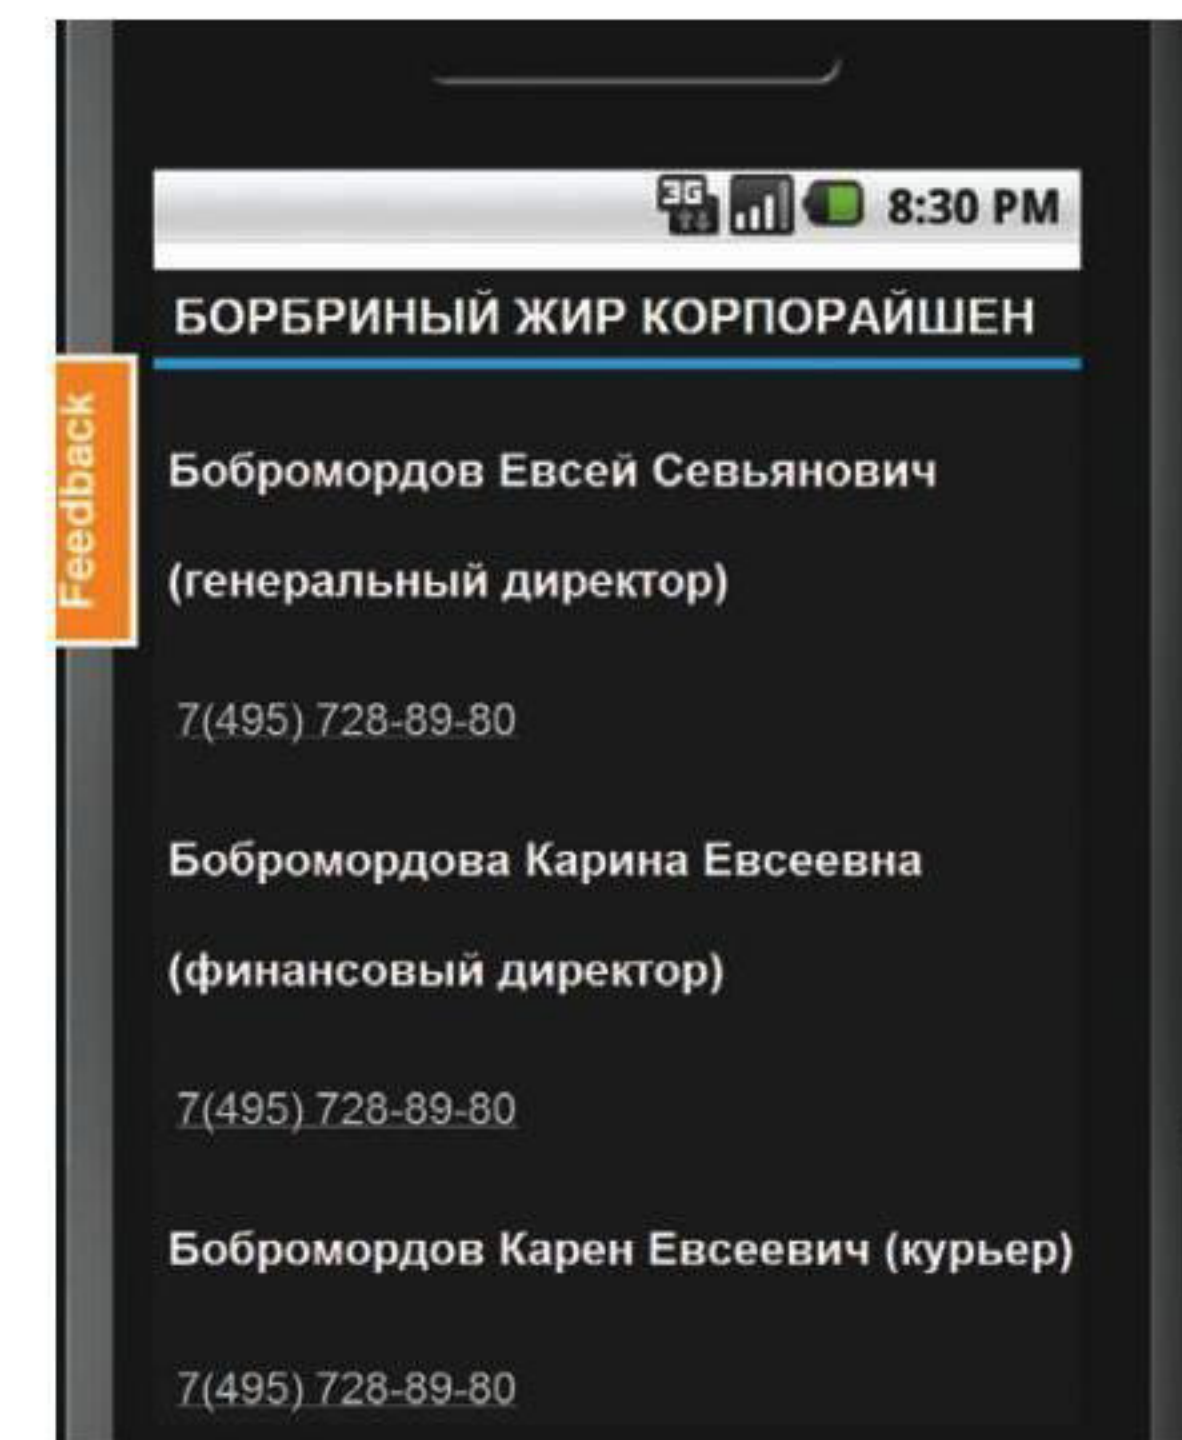 8:30 PM
БОРБРИНЫЙ ЖИР КОРПОРАЙШЕН
Feedback
Бобромордов Евсей Севьянович
(генеральный директор)
7(495) 728-89-80
Бобромордова Карина Евсеевна
(финансовый директор)
7(495) 728-89-80
Бобромордов Карен Евсеевич (курьер)
7(495) 728-89-80